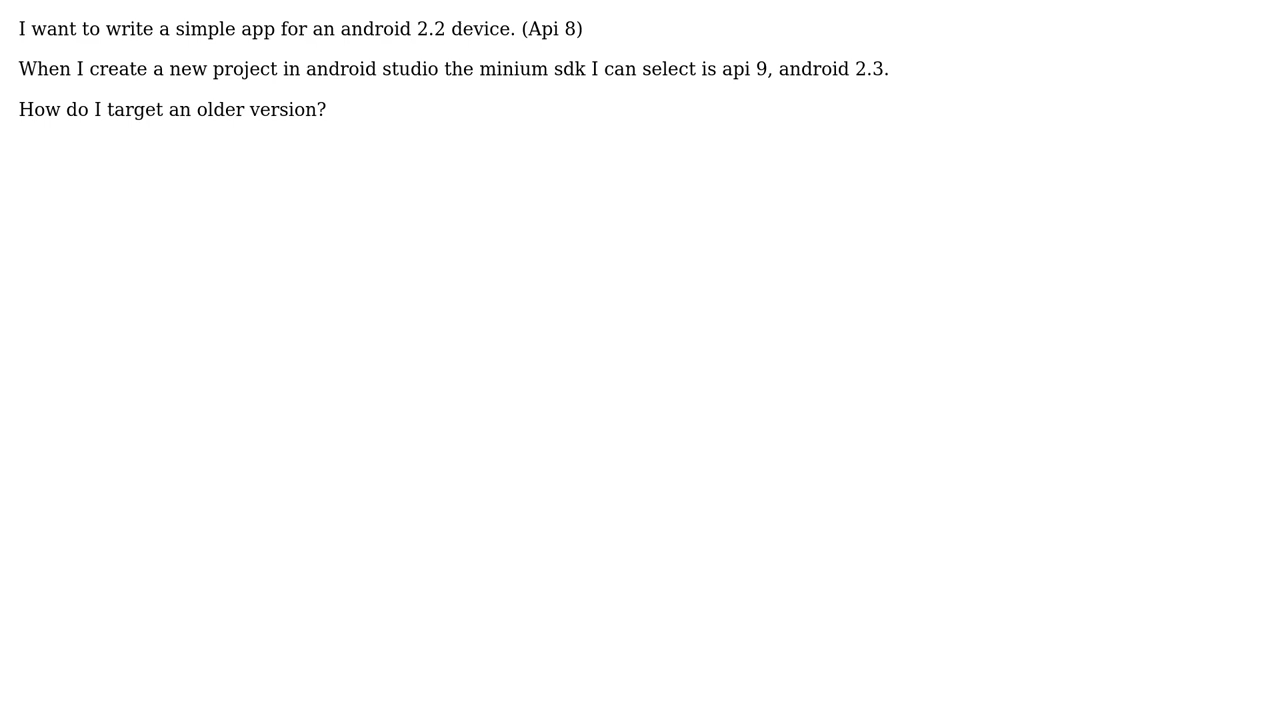 I want to write a simple app for an android 2.2 device. (Api 8)
When I create a new project in android studio the minium sdk I can select is api 9, android 2.3.
How do I target an older version?